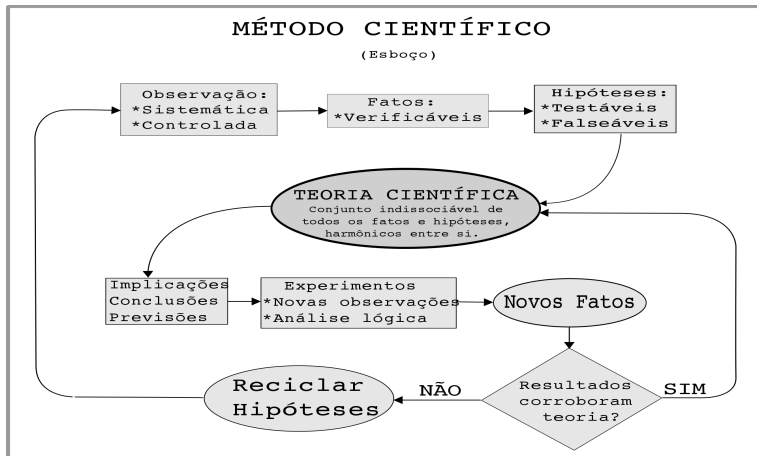 MÉTODO CIENTÍFICO
(Esboço)
Observação:
*Sistemática
*Controlada
Fatos:
*Verificáveis
Hipóteses:
*Testáveis
*Falseáveis
TEORIA CIENTÍFICA
Conjunto indissociável de
todos os fatos e hipóteses,
harmônicos entre si.
Implicações
Conclusões
Previsões
Experimentos
*Novas observações
*Análise lógica
Novos Fatos
Resultados
corroboram
teoria?
SIM
NÃO
Reciclar
Hipóteses